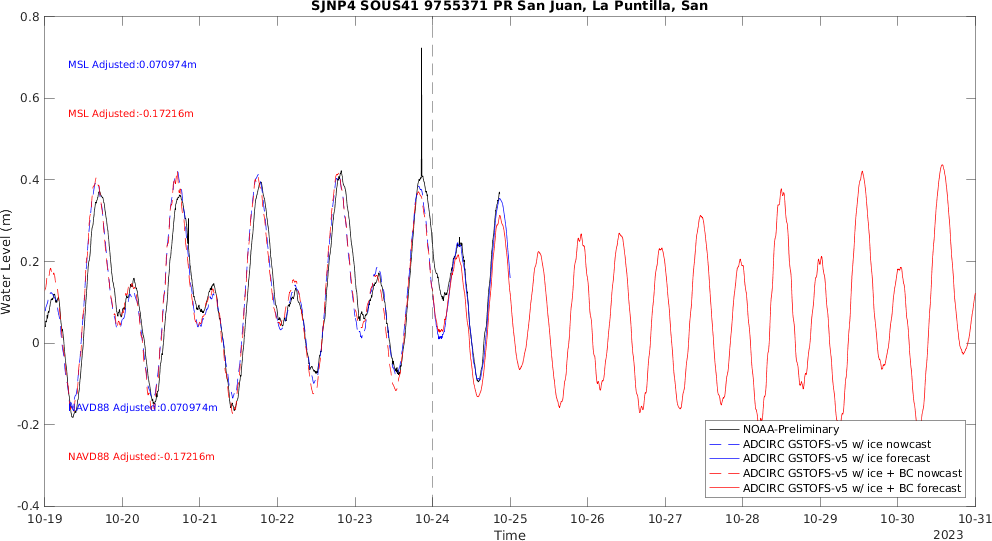 SJNP4 SOUS41 9755371 PR San Juan, La Puntilla, San
0.8
0.6
0.4
0.2
0
-0.2
-0.4
Water Level (m)
MSL Adjusted:0.070974m
MSL Adjusted:-0.17216m
NAVD88 Adjusted:0.070974m
NAVD88 Adjusted:-0.17216m
NOAA-Preliminary
ADCIRC GSTOFS-v5 w/ ice nowcast
ADCIRC GSTOFS-v5 w/ ice forecast
ADCIRC GSTOFS-v5 w/ ice + BC nowcast
ADCIRC GSTOFS-v5 w/ ice + BC forecast
10-19 10-20 10-21 10-22 10-23 10-24 10-25 10-26 10-27 10-28 10-29 10-30 10-31
Time
2023